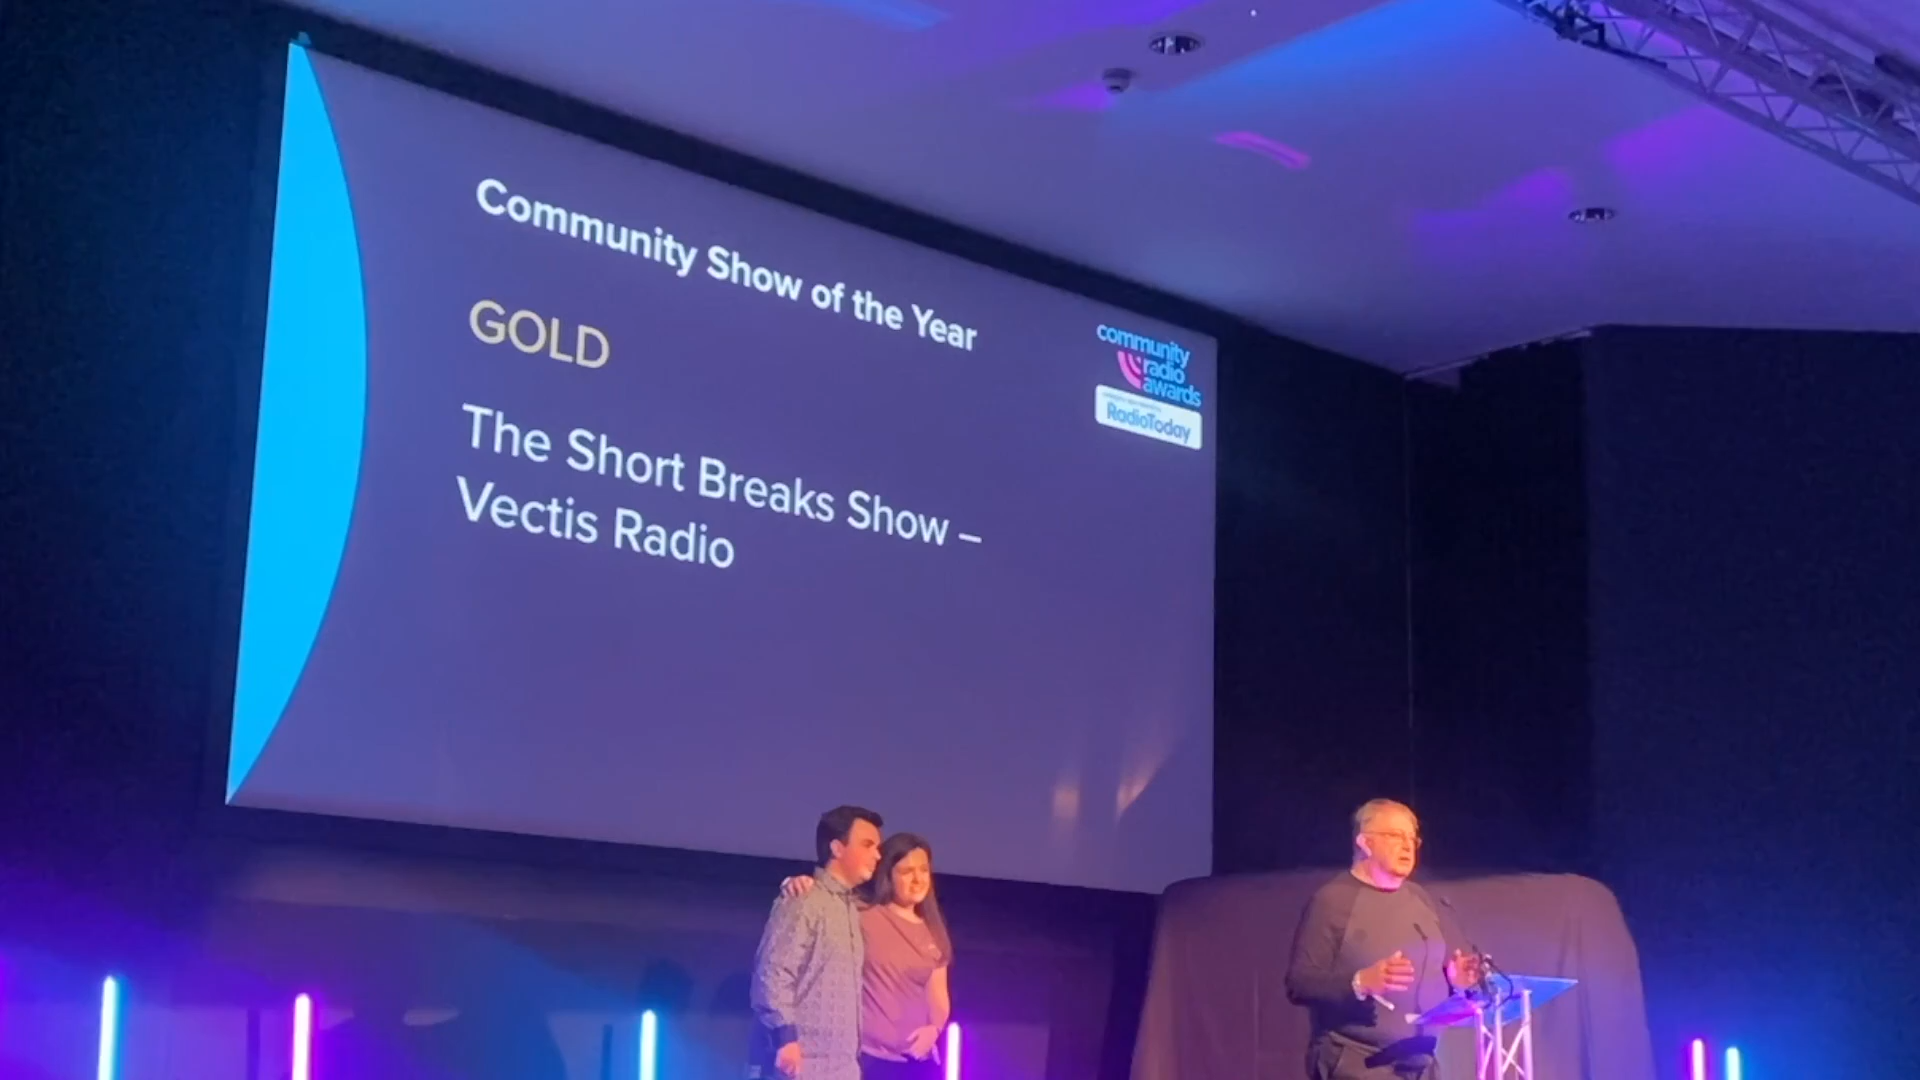 Community Show of the Year
GOLD
The Short Breaks Show –
Vectis Radio
community
radio
awards
RadioToday